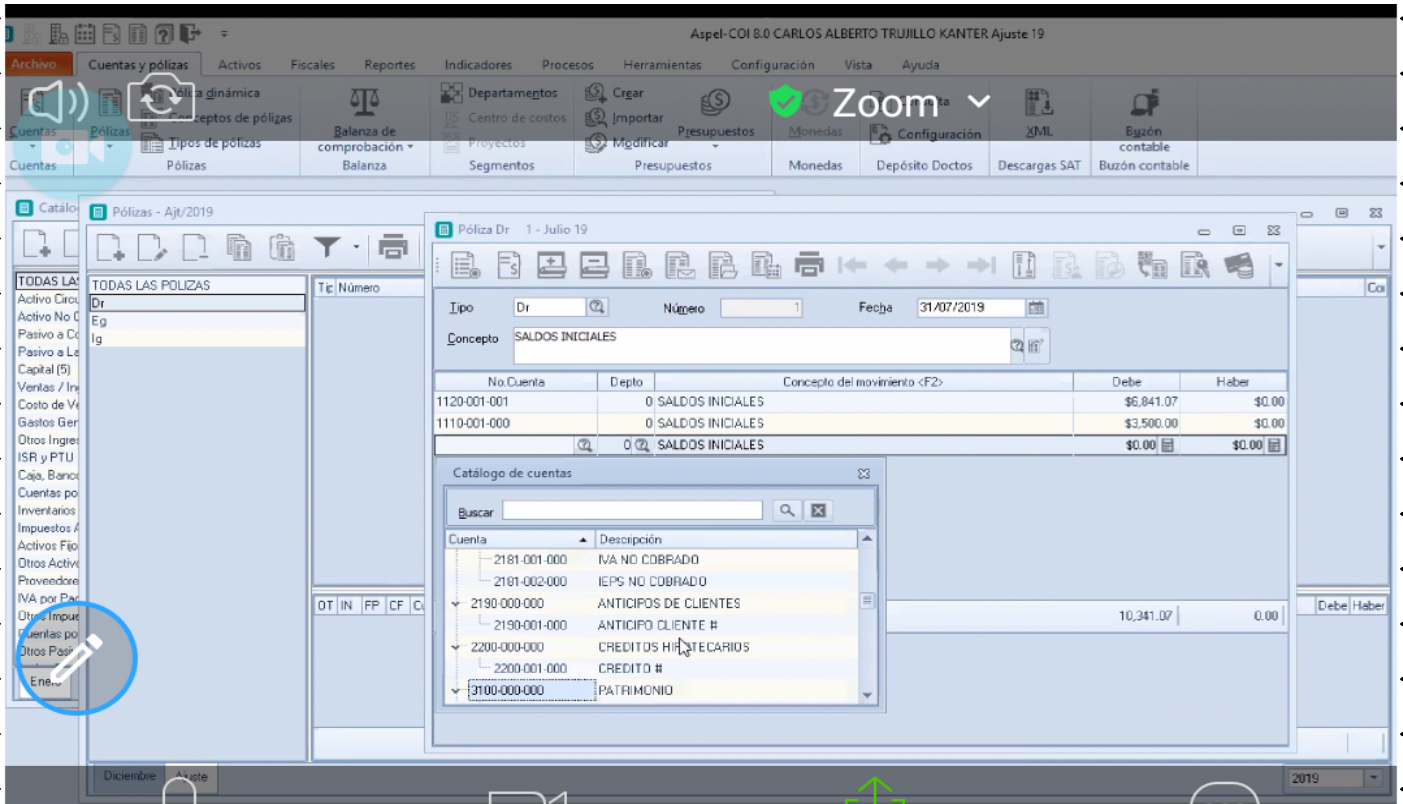 Aspel-COI 8.0 CARLOS ALBERTO TRUJILLO KANTER Ajuste 19
Archivo Cuentas y pólizas Activos Fiscales Reportes Indicadores Procesos Herramientas Configuración Vista Ayuda
Póliza dinámica Departamentos Crear Zoom
Conceptos de pólizas Centro de costos Importar
Cuentas Pólizas Tipos de pólizas Balanza de comprobación Proyectos Modificar Presupuestos Monedas Configuración XML Buzón contable
Cuentas Pólizas Balanza Segmentos Presupuestos Monedas Depósito Doctos Descargas SAT Buzón contable
Pólizas - Ajt/2019
Póliza Dr 1 - Julio 19
TODAS LAS POLIZAS
Tip Número
Dr
Eg
Ig
Tipo Dr Número 1 Fecha 31/07/2019
Concepto SALDOS INICIALES
No.Cuenta Depto Concepto del movimiento <F2> Debe Haber
1120-001-001 0 SALDOS INICIALES $6,841.07 $0.00
1110-001-000 0 SALDOS INICIALES $3,500.00 $0.00
0 SALDOS INICIALES $0.00 $0.00
Catálogo de cuentas
Buscar
Cuenta Descripción
2181-001-000 IVA NO COBRADO
2181-002-000 IEPS NO COBRADO
2190-000-000 ANTICIPOS DE CLIENTES
2190-001-000 ANTICIPO CLIENTE #
2200-000-000 CREDITOS HIPOTECARIOS
2200-001-000 CREDITO #
3100-000-000 PATRIMONIO
10,341.07 0.00
OT IN FP CF
Debe Haber
TODAS LAS
Activo Circu
Pasivo a Co
Pasivo a La
Capital (5)
Ventas / In
Costo de Ve
Gastos Ger
Otros Ingres
ISR y PTU
Caja, Banco
Cuentas po
Inventarios
Impuestos A
Activos Fijo
Otros Activo
Proveedore
IVA por Pag
Otros Impue
Cuentas po
Otros Pasiv
Enero
Diciembre Ajuste
2019